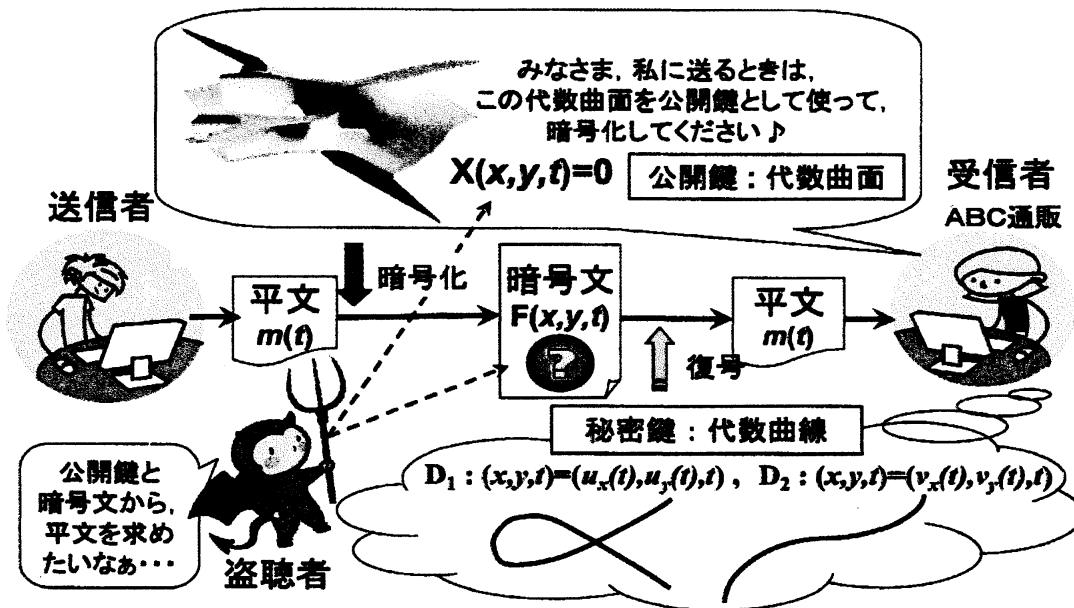 みなさま，私に送るときは，
この代数曲面を公開鍵として使って，
暗号化してください♪
X(x,y,t)=0
公開鍵：代数曲面
送信者
受信者
ABC通販
平文
m(t)
暗号化
暗号文
F(x,y,t)
?
復号
平文
m(t)
秘密鍵：代数曲線
D₁：(x,y,t)=(uₓ(t),u_y(t),t)，D₂：(x,y,t)=(vₓ(t),v_y(t),t)
公開鍵と
暗号文から，
平文を求め
たいなぁ・・・
盗聴者